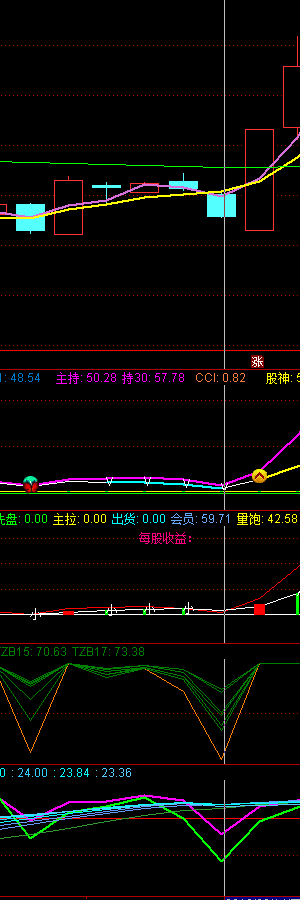 涨
: 48.54 主持: 50.28 持30: 57.78 CCI: 0.82 股神: 5
洗盘: 0.00 主拉: 0.00 出货: 0.00 会员: 59.71 量饱: 42.58
每股收益:
TZB15: 70.63 TZB17: 73.38
0 : 24.00 : 23.84 : 23.36